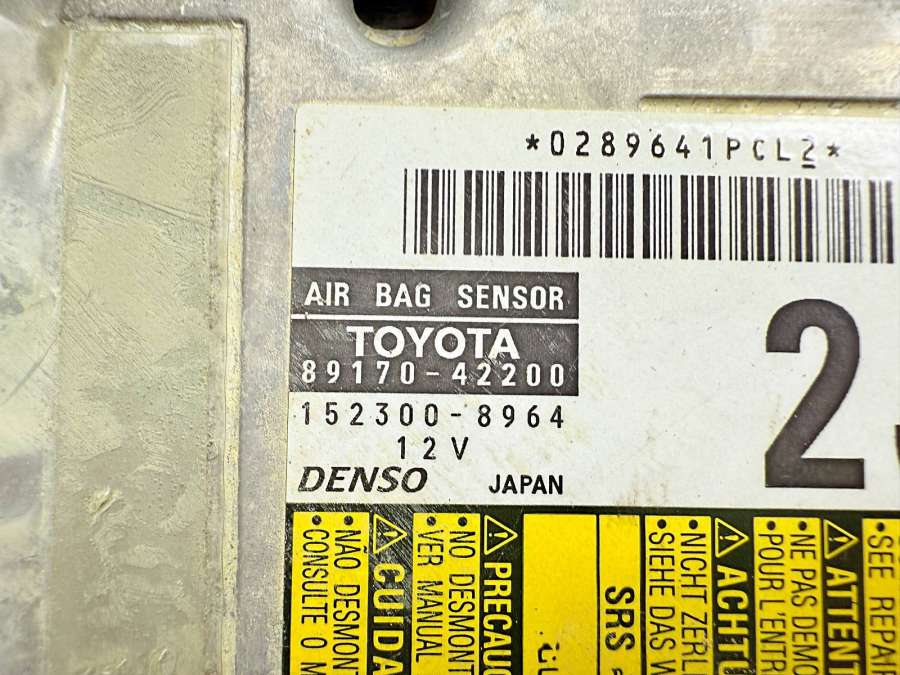 *0289641PCL2*
AIR BAG SENSOR
TOYOTA
89170-42200
152300-8964
12V
DENSO JAPAN
2
• NÃO DESMONT
• CONSULTE O M
⚠CUIDA
• NO DESMONT
• VER MANUAL
⚠PRECAU
SRS
• NICHT ZERL
• SIEHE DAS W
⚠ACHTU
• NE PAS DEMO
POUR L'ENTR
⚠ATTENT
• SEE REPAIR